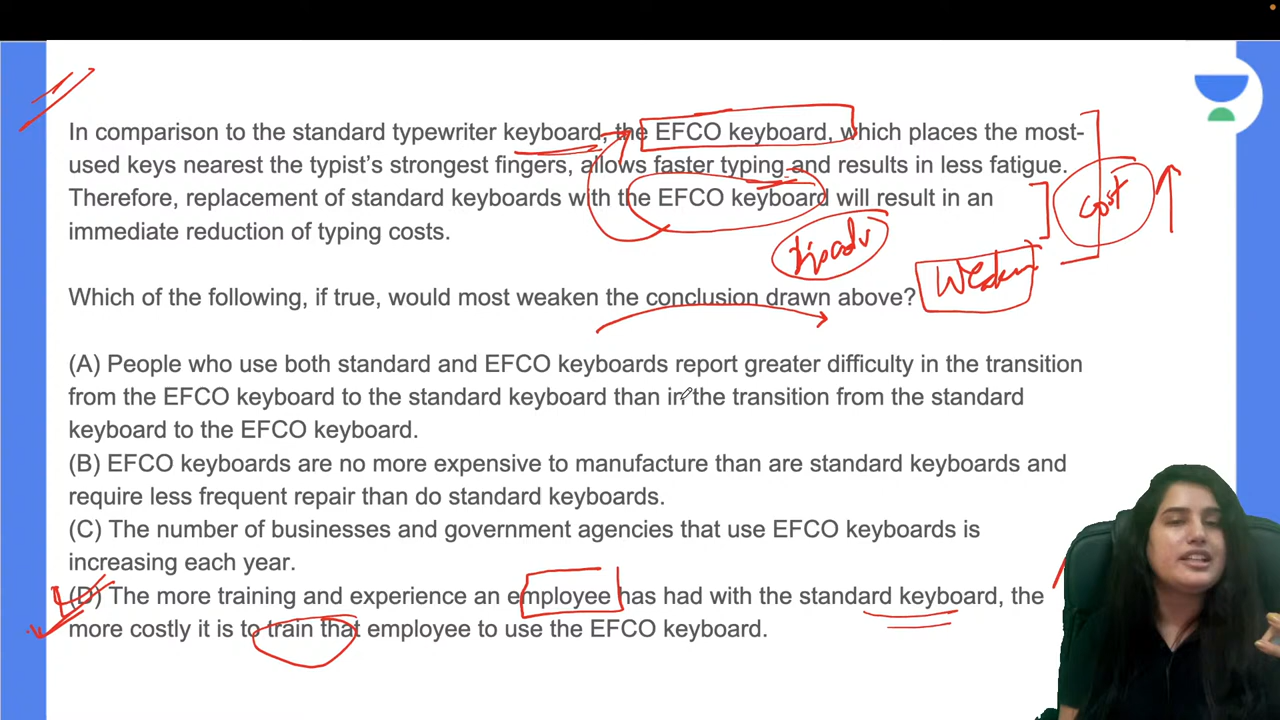 In comparison to the standard typewriter keyboard, the EFCO keyboard, which places the most-
used keys nearest the typist's strongest fingers, allows faster typing and results in less fatigue.
Therefore, replacement of standard keyboards with the EFCO keyboard will result in an
immediate reduction of typing costs.
cost
Weaken
Which of the following, if true, would most weaken the conclusion drawn above?
(A) People who use both standard and EFCO keyboards report greater difficulty in the transition
from the EFCO keyboard to the standard keyboard than in the transition from the standard
keyboard to the EFCO keyboard.
(B) EFCO keyboards are no more expensive to manufacture than are standard keyboards and
require less frequent repair than do standard keyboards.
(C) The number of businesses and government agencies that use EFCO keyboards is
increasing each year.
(D) The more training and experience an employee has had with the standard keyboard, the
more costly it is to train that employee to use the EFCO keyboard.